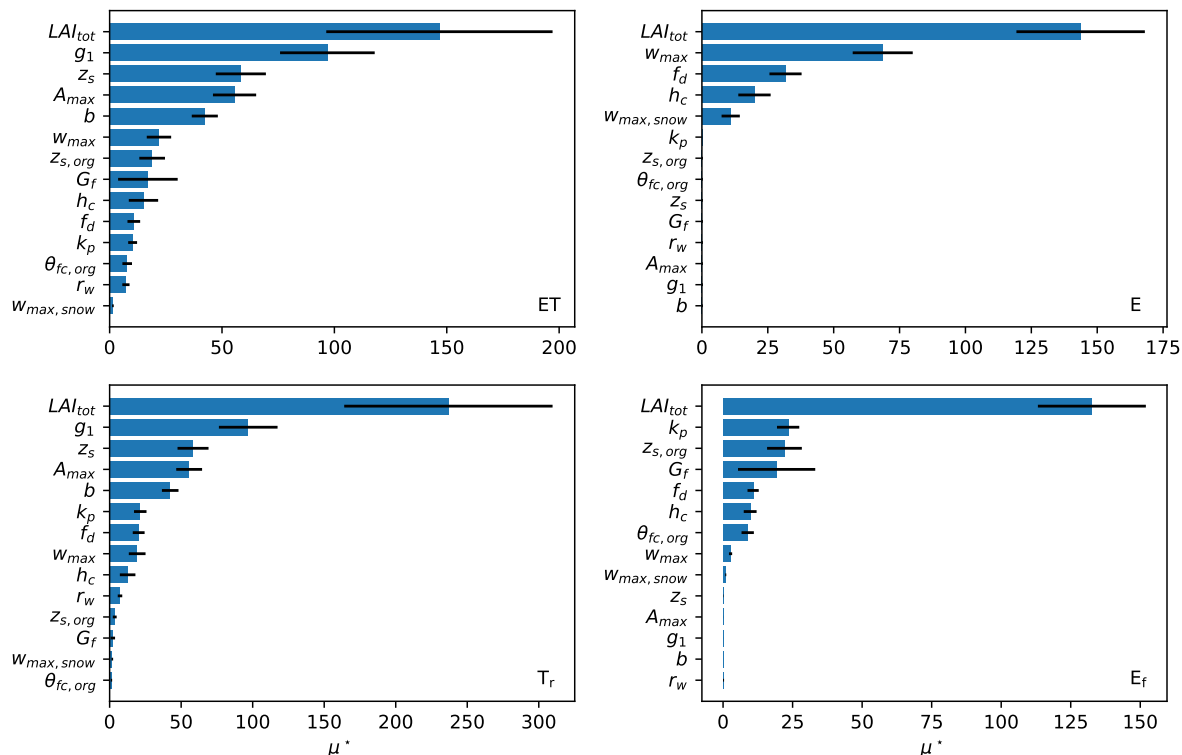 LAI_tot
g_1
z_s
A_max
b
w_max
z_s,org
G_f
h_c
f_d
k_p
θ_fc,org
r_w
w_max,snow
ET
0 50 100 150 200
LAI_tot
w_max
f_d
h_c
w_max,snow
k_p
z_s,org
θ_fc,org
z_s
G_f
r_w
A_max
g_1
b
E
0 25 50 75 100 125 150 175
LAI_tot
g_1
z_s
A_max
b
k_p
f_d
w_max
h_c
r_w
z_s,org
G_f
w_max,snow
θ_fc,org
T_r
0 50 100 150 200 250 300
μ*
LAI_tot
k_p
z_s,org
G_f
f_d
h_c
θ_fc,org
w_max
w_max,snow
z_s
A_max
g_1
b
r_w
E_f
0 25 50 75 100 125 150
μ*